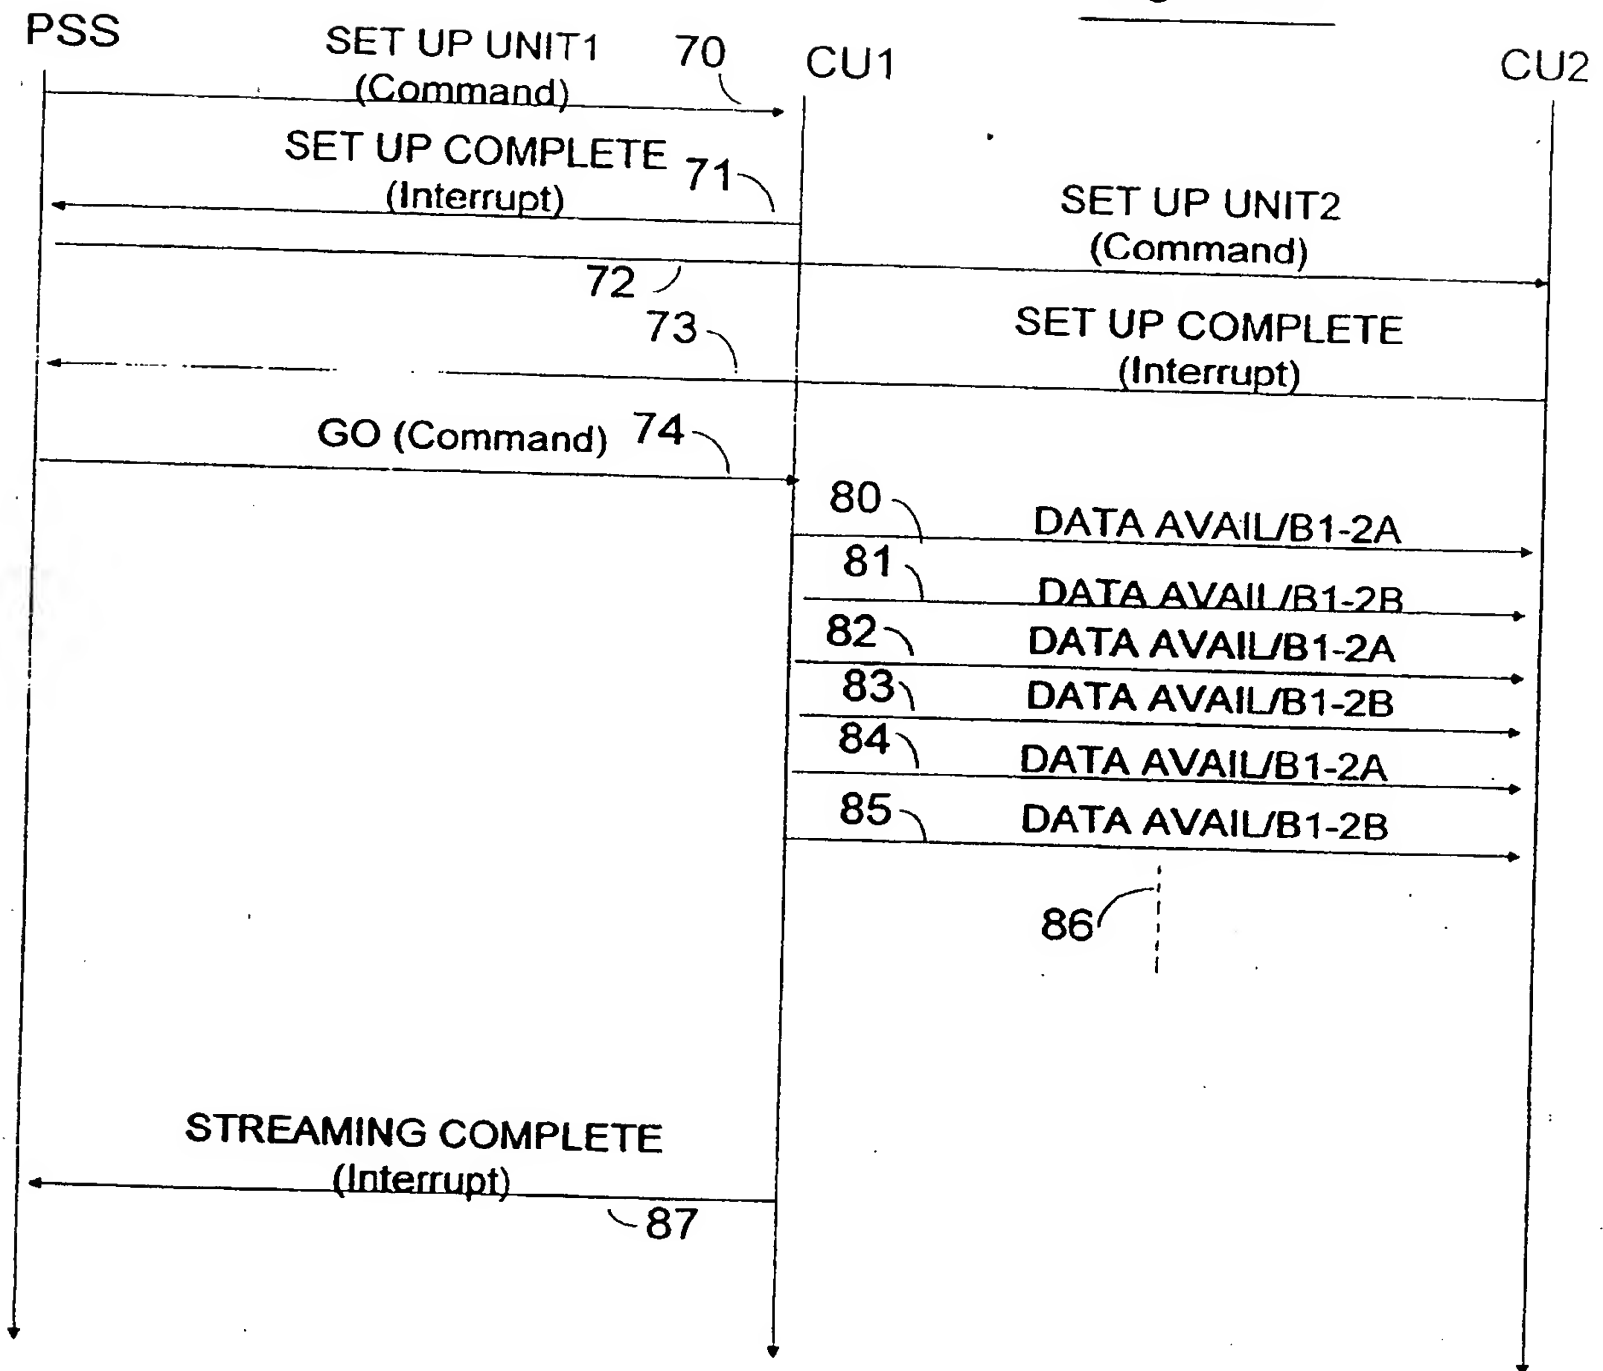 PSS
SET UP UNIT1
(Command)
70
CU1
CU2
SET UP COMPLETE
(Interrupt)
71
SET UP UNIT2
(Command)
72
73
SET UP COMPLETE
(Interrupt)
GO (Command)
74
80
DATA AVAIL/B1-2A
81
DATA AVAIL/B1-2B
82
DATA AVAIL/B1-2A
83
DATA AVAIL/B1-2B
84
DATA AVAIL/B1-2A
85
DATA AVAIL/B1-2B
86
STREAMING COMPLETE
(Interrupt)
87